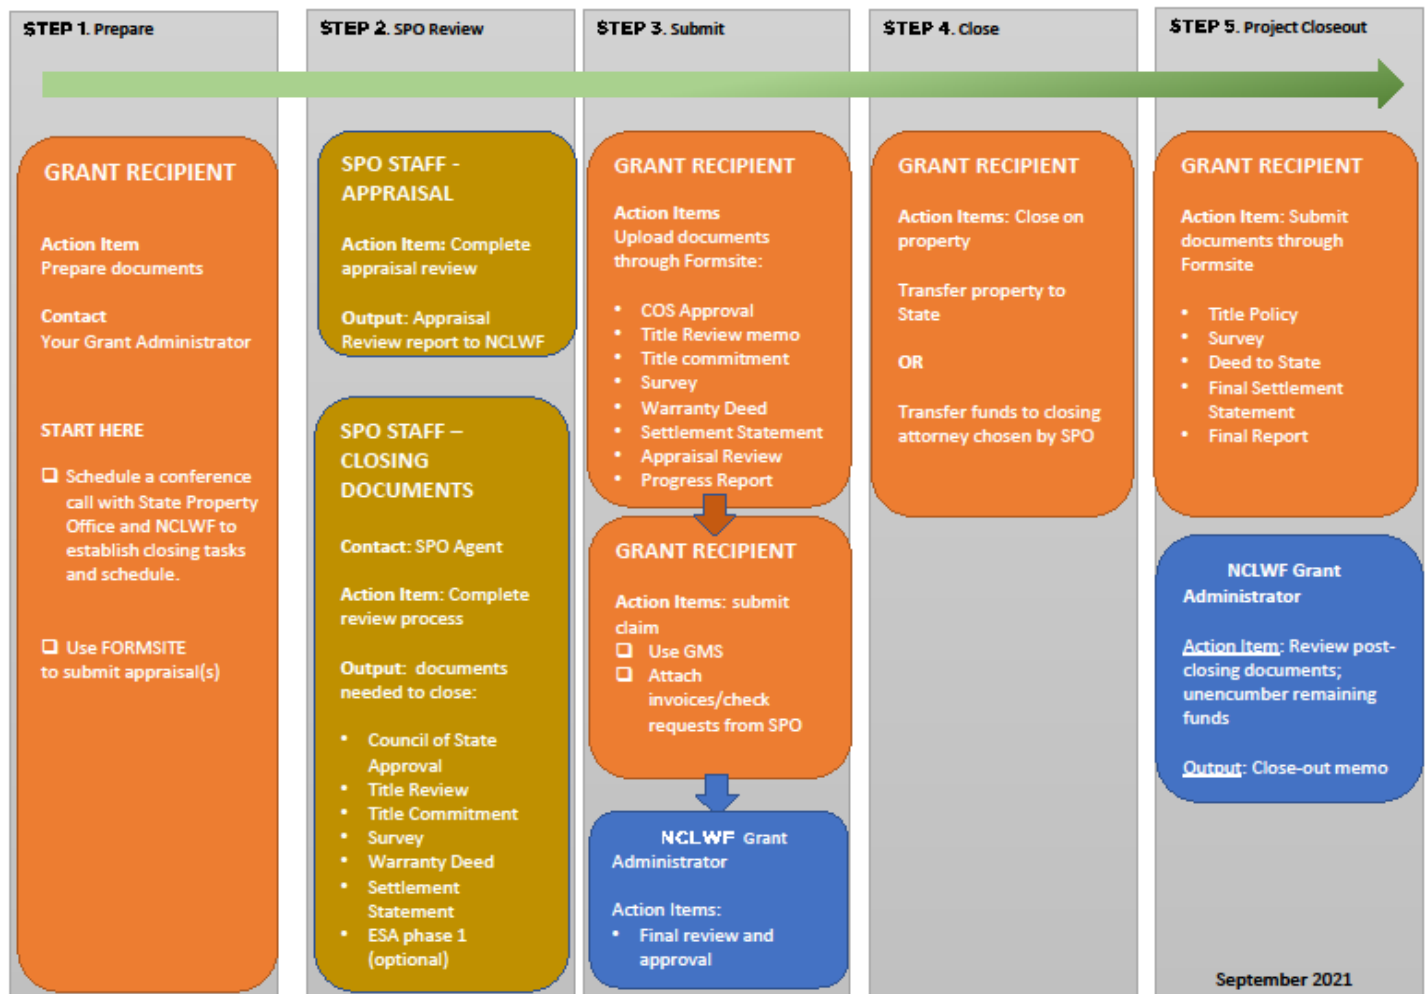 STEP 1. Prepare
GRANT RECIPIENT
Action Item
Prepare documents
Contact
Your Grant Administrator
START HERE
❑ Schedule a conference
call with State Property
Office and NCLWF to
establish closing tasks
and schedule.
❑ Use FORMSITE
to submit appraisal(s)
STEP 2. SPO Review
SPO STAFF -
APPRAISAL
Action Item: Complete
appraisal review
Output: Appraisal
Review report to NCLWF
SPO STAFF –
CLOSING
DOCUMENTS
Contact: SPO Agent
Action Item: Complete
review process
Output: documents
needed to close:
• Council of State
Approval
• Title Review
• Title Commitment
• Survey
• Warranty Deed
• Settlement
Statement
• ESA phase 1
(optional)
STEP 3. Submit
GRANT RECIPIENT
Action Items
Upload documents
through Formsite:
• COS Approval
• Title Review memo
• Title commitment
• Survey
• Warranty Deed
• Settlement Statement
• Appraisal Review
• Progress Report
GRANT RECIPIENT
Action Items: submit
claim
❑ Use GMS
❑ Attach
invoices/check
requests from SPO
NCLWF Grant
Administrator
Action Items:
• Final review and
approval
STEP 4. Close
GRANT RECIPIENT
Action Items: Close on
property
Transfer property to
State
OR
Transfer funds to closing
attorney chosen by SPO
STEP 5. Project Closeout
GRANT RECIPIENT
Action Item: Submit
documents through
Formsite
• Title Policy
• Survey
• Deed to State
• Final Settlement
Statement
• Final Report
NCLWF Grant
Administrator
Action Item: Review post-
closing documents;
unencumber remaining
funds
Output: Close-out memo
September 2021